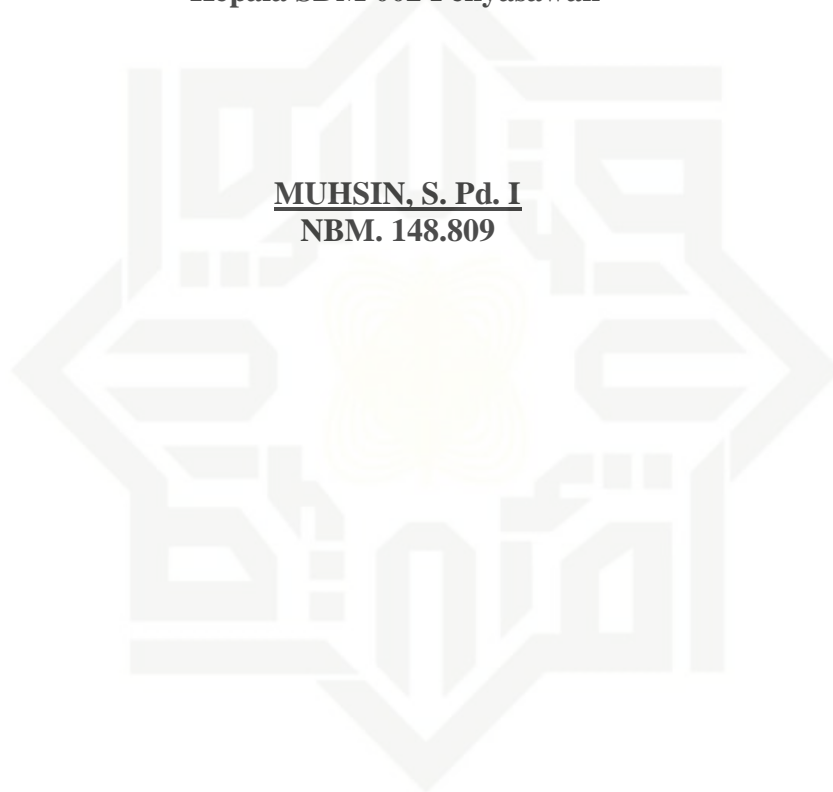 Kepala SDM 002 Penyasawan
MUHSIN, S. Pd. I
NBM. 148.809